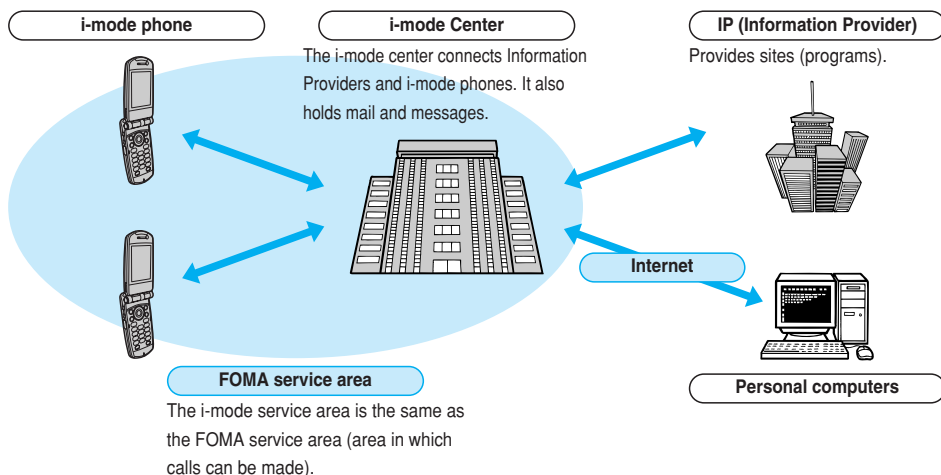 i-mode phone
i-mode Center
The i-mode center connects Information
Providers and i-mode phones. It also
holds mail and messages.
IP (Information Provider)
Provides sites (programs).
Internet
Personal computers
FOMA service area
The i-mode service area is the same as
the FOMA service area (area in which
calls can be made).